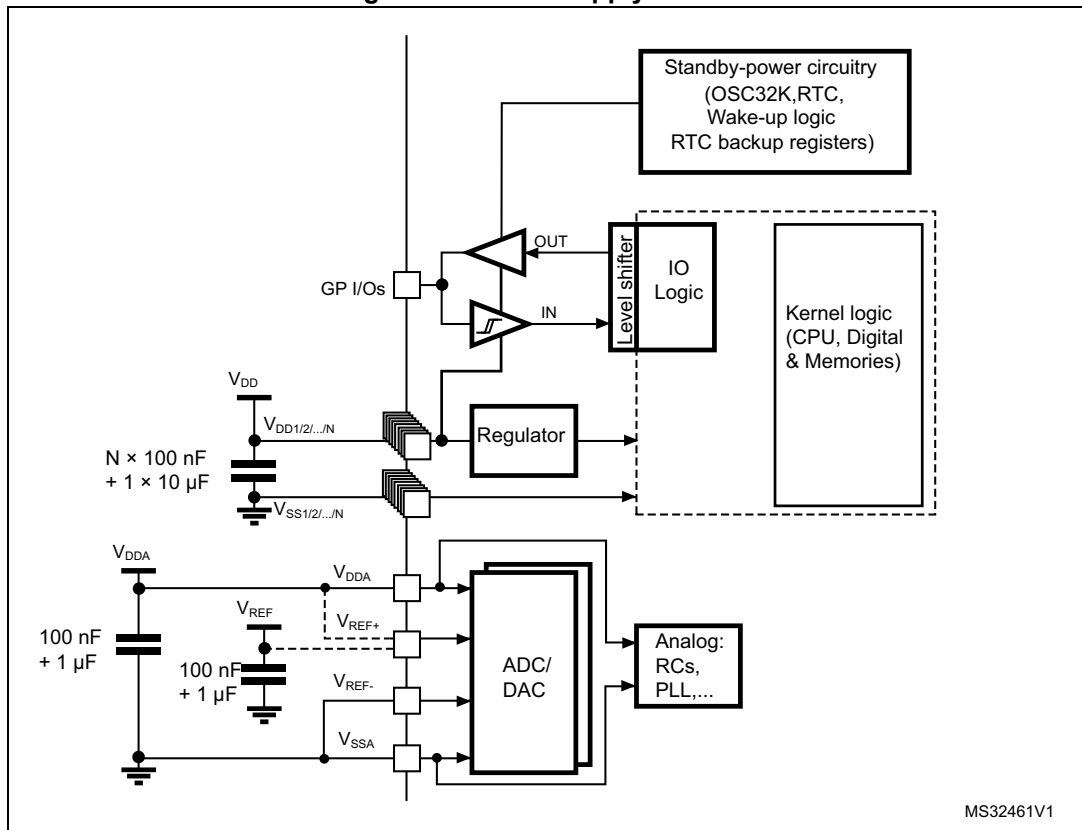 Standby-power circuitry
(OSC32K,RTC,
Wake-up logic
RTC backup registers)
OUT
Level shifter
IO
Logic
GP I/Os
IN
Kernel logic
(CPU, Digital
& Memories)
VDD
VDD1/2/.../N
Regulator
N × 100 nF
+ 1 × 10 µF
VSS1/2/.../N
VDDA
VDDA
VREF
VREF+
100 nF
+ 1 µF
100 nF
+ 1 µF
VREF-
ADC/
DAC
Analog:
RCs,
PLL,...
VSSA
MS32461V1